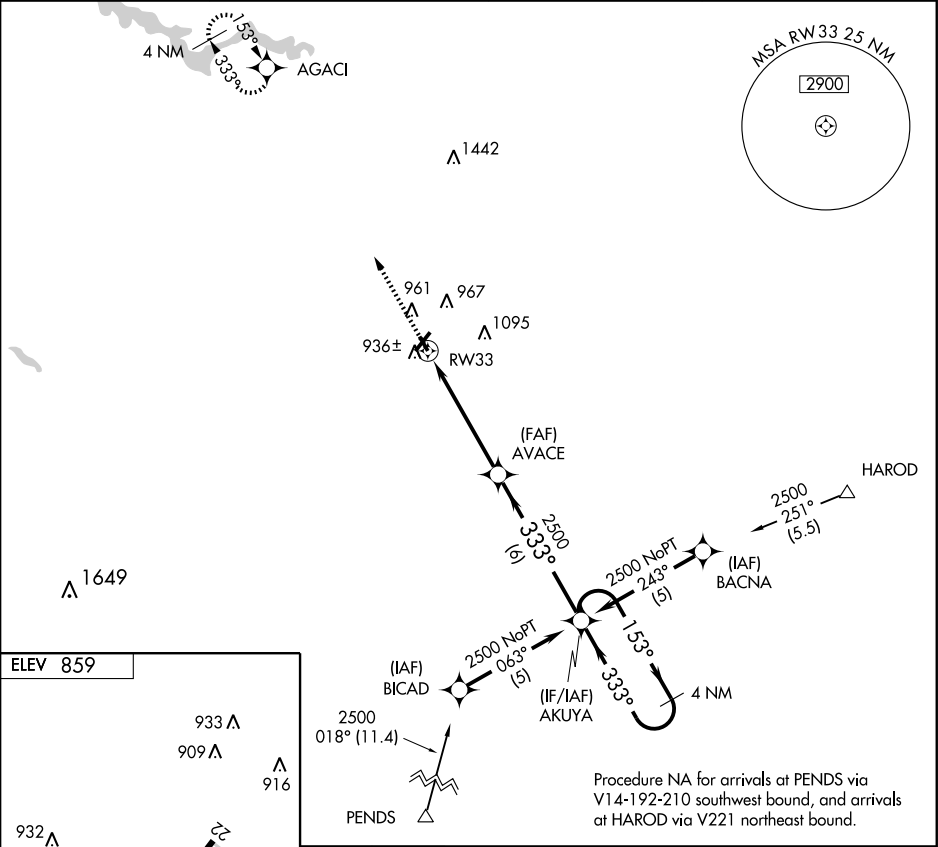 MSA RW33 25 NM
2900
4 NM
153°
333°
AGACI
1442
961
967
1095
936±
RW33
(FAF)
AVACE
HAROD
2500
251°
(5.5)
2500
333°
(6)
2500 NoPT
243°
(5)
(IAF)
BACNA
1649
153°
333°
4 NM
2500 NoPT
063°
(5)
(IAF)
BICAD
(IF/IAF)
AKUYA
2500
018° (11.4)
PENDS
ELEV 859
933
909
916
932
22
Procedure NA for arrivals at PENDS via
V14-192-210 southwest bound, and arrivals
at HAROD via V221 northeast bound.